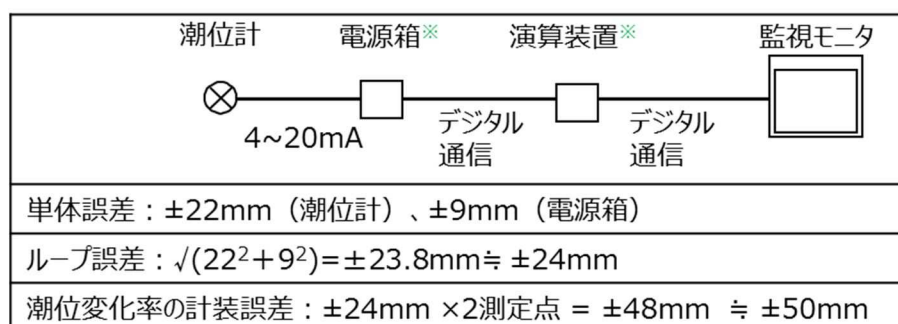 潮位計 電源箱※ 演算装置※ 監視モニタ
4~20mA デジタル通信 デジタル通信
単体誤差：±22mm（潮位計）、±9mm（電源箱）
ループ誤差：√(22²+9²)=±23.8mm≒ ±24mm
潮位変化率の計装誤差：±24mm ×2測定点 = ±48mm ≒ ±50mm